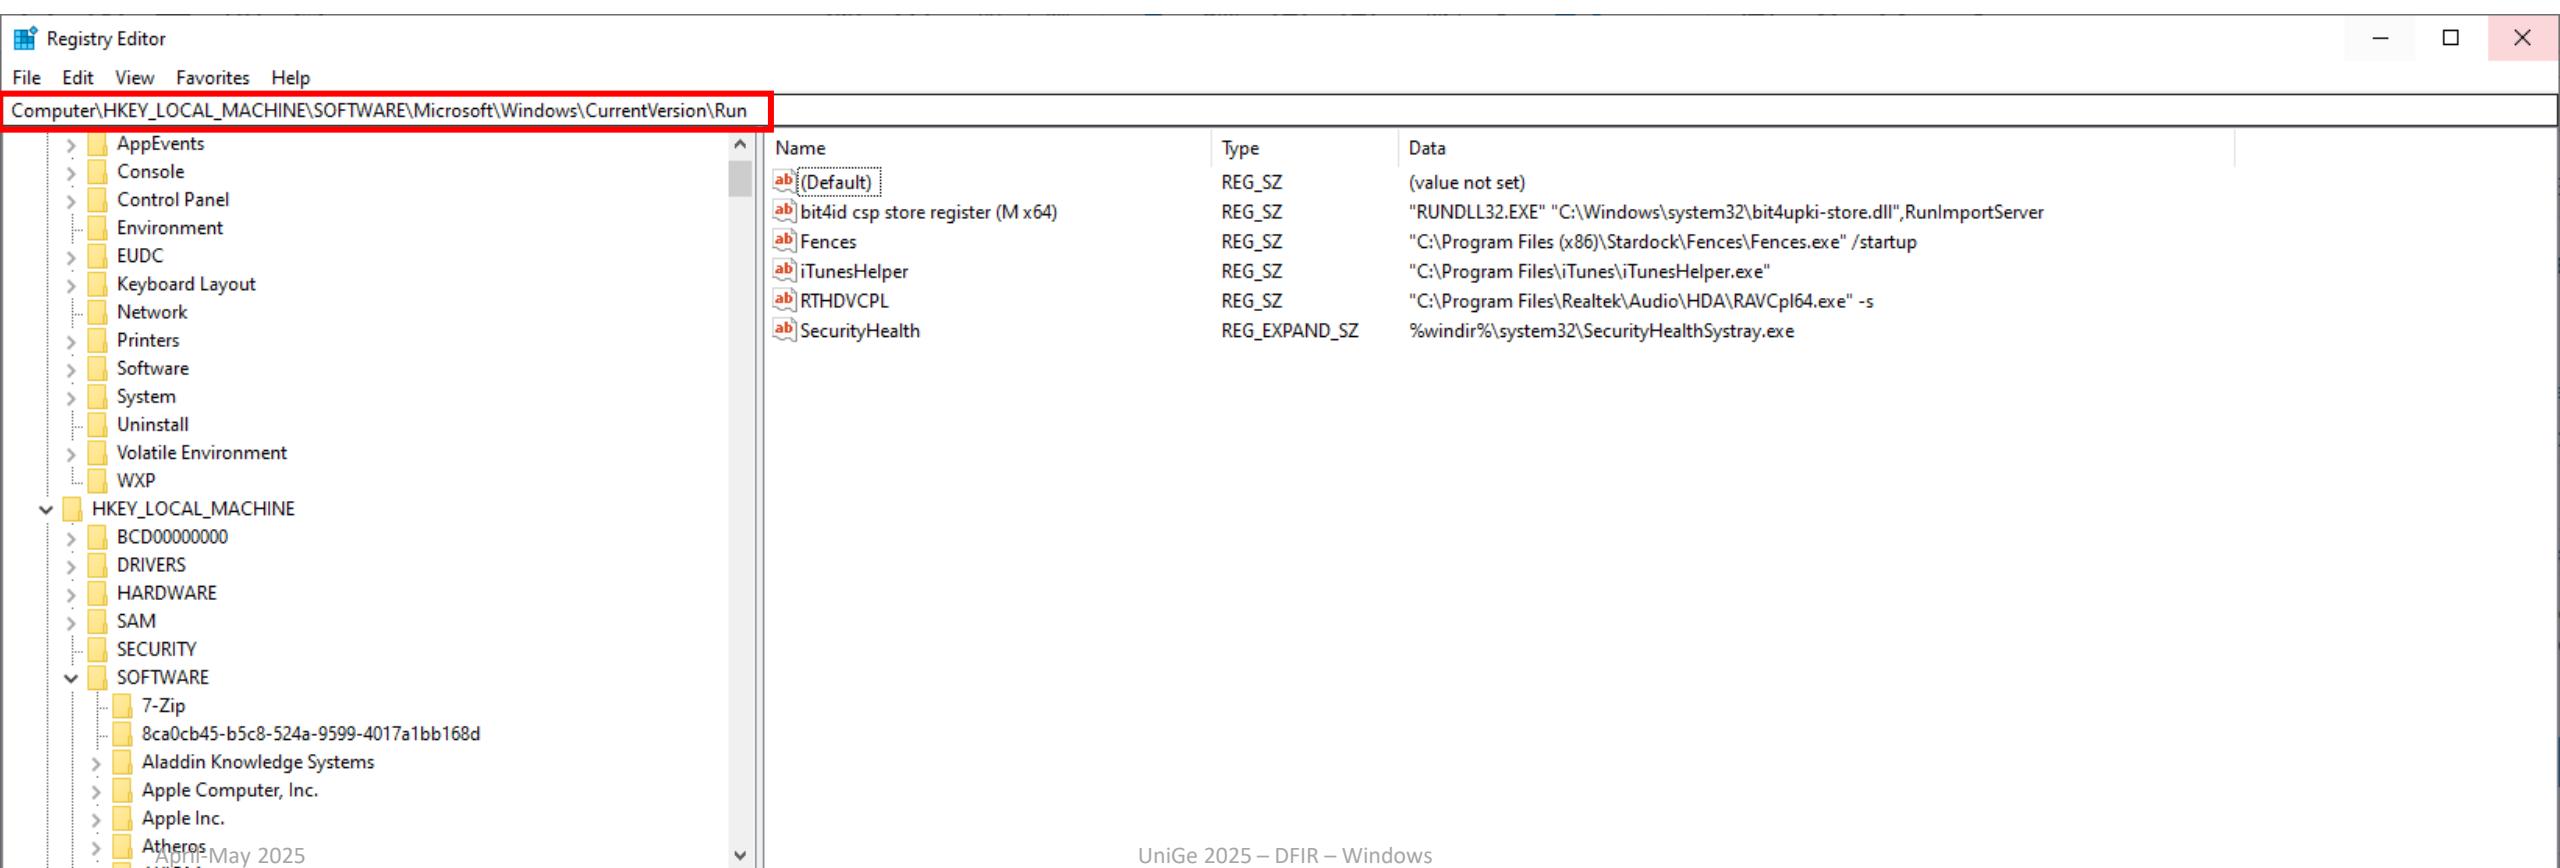 Registry Editor
File Edit View Favorites Help
Computer\HKEY_LOCAL_MACHINE\SOFTWARE\Microsoft\Windows\CurrentVersion\Run
AppEvents
Console
Control Panel
Environment
EUDC
Keyboard Layout
Network
Printers
Software
System
Uninstall
Volatile Environment
WXP
HKEY_LOCAL_MACHINE
BCD00000000
DRIVERS
HARDWARE
SAM
SECURITY
SOFTWARE
7-Zip
8ca0cb45-b5c8-524a-9599-4017a1bb168d
Aladdin Knowledge Systems
Apple Computer, Inc.
Apple Inc.
Atheros
Name Type Data
(Default) REG_SZ (value not set)
bit4id csp store register (M x64) REG_SZ "RUNDLL32.EXE" "C:\Windows\system32\bit4upki-store.dll",RunImportServer
Fences REG_SZ "C:\Program Files (x86)\Stardock\Fences\Fences.exe" /startup
iTunesHelper REG_SZ "C:\Program Files\iTunes\iTunesHelper.exe"
RTHDVCPL REG_SZ "C:\Program Files\Realtek\Audio\HDA\RAVCpl64.exe" -s
SecurityHealth REG_EXPAND_SZ %windir%\system32\SecurityHealthSystray.exe
April-May 2025
UniGe 2025 – DFIR – Windows